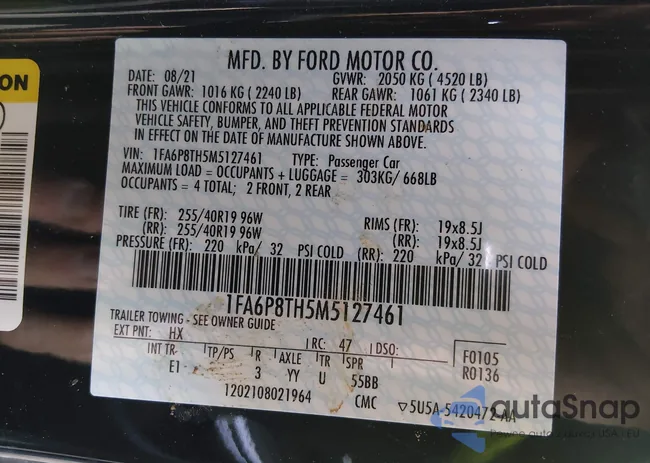 ON
MFD. BY FORD MOTOR CO.
DATE: 08/21 GVWR: 2050 KG ( 4520 LB)
FRONT GAWR: 1016 KG ( 2240 LB) REAR GAWR: 1061 KG ( 2340 LB)
THIS VEHICLE CONFORMS TO ALL APPLICABLE FEDERAL MOTOR
VEHICLE SAFETY, BUMPER, AND THEFT PREVENTION STANDARDS
IN EFFECT ON THE DATE OF MANUFACTURE SHOWN ABOVE.
VIN: 1FA6P8TH5M5127461 TYPE: Passenger Car
MAXIMUM LOAD = OCCUPANTS + LUGGAGE = 303KG/ 668LB
OCCUPANTS = 4 TOTAL; 2 FRONT, 2 REAR
TIRE (FR): 255/40R19 96W RIMS (FR): 19x8.5J
(RR): 255/40R19 96W (RR): 19x8.5J
PRESSURE (FR): 220 kPa/ 32 PSI COLD (RR): 220 kPa/ 32 PSI COLD
1FA6P8TH5M5127461
TRAILER TOWING - SEE OWNER GUIDE
EXT PNT: HX RC: 47 DSO: F0105
INT TR TP/PS R AXLE TR SPR R0136
E1 3 YY U 55BB
1202108021964 CMC ▽5U5A-5420472-AA
autoSnap